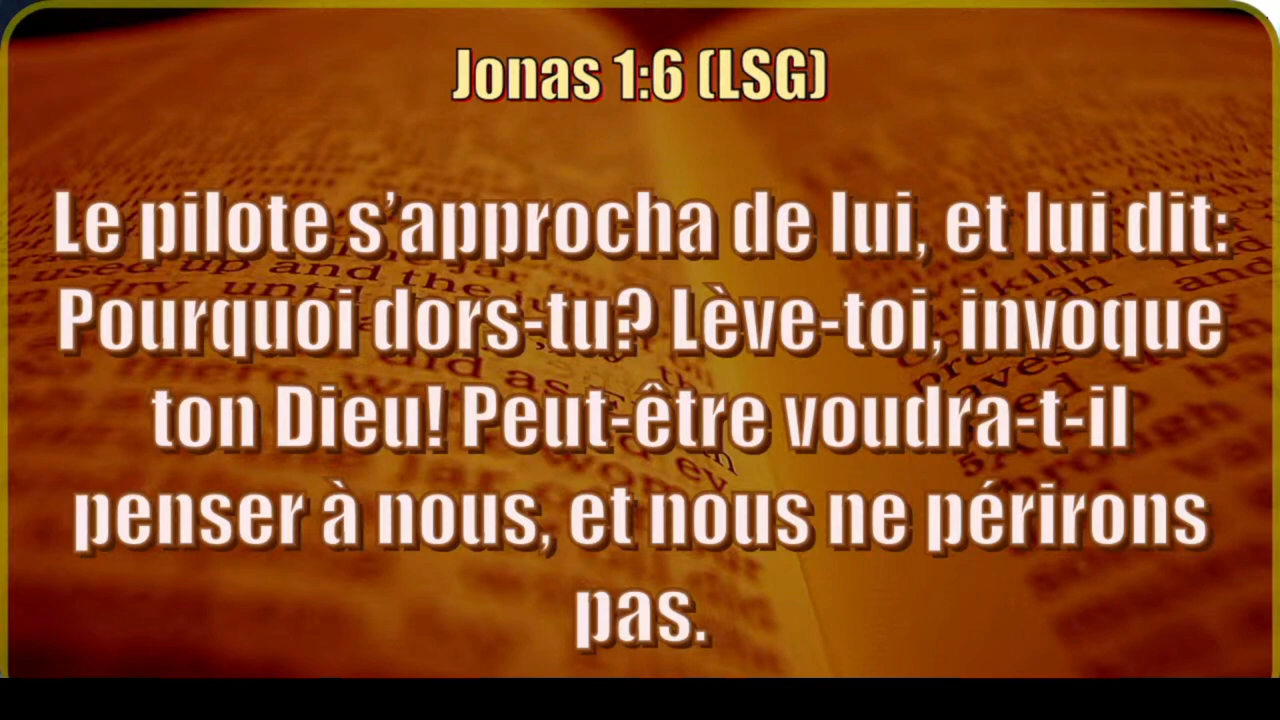 Jonas 1:6 (LSG)
Le pilote s’approcha de lui, et lui dit:
Pourquoi dors-tu? Lève-toi, invoque
ton Dieu! Peut-être voudra-t-il
penser à nous, et nous ne périrons
pas.